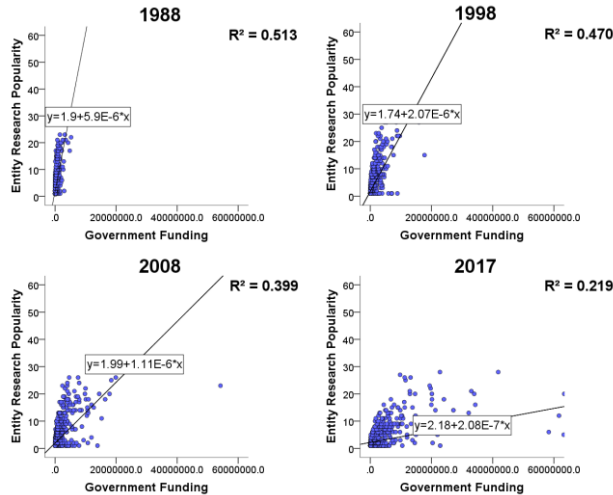 1988
R² = 0.513
Entity Research Popularity
60
50
40
30
20
10
0
y=1.9+5.9E-6*x
.0 20000000.0 40000000.0 60000000.0
Government Funding
1998
R² = 0.470
Entity Research Popularity
60
50
40
30
20
10
0
y=1.74+2.07E-6*x
.0 20000000.0 40000000.0 60000000.0
Government Funding
2008
R² = 0.399
Entity Research Popularity
60
50
40
30
20
10
0
y=1.99+1.11E-6*x
.0 20000000.0 40000000.0 60000000.0
Government Funding
2017
R² = 0.219
Entity Research Popularity
60
50
40
30
20
10
0
y=2.18+2.08E-7*x
.0 20000000.0 40000000.0 60000000.0
Government Funding